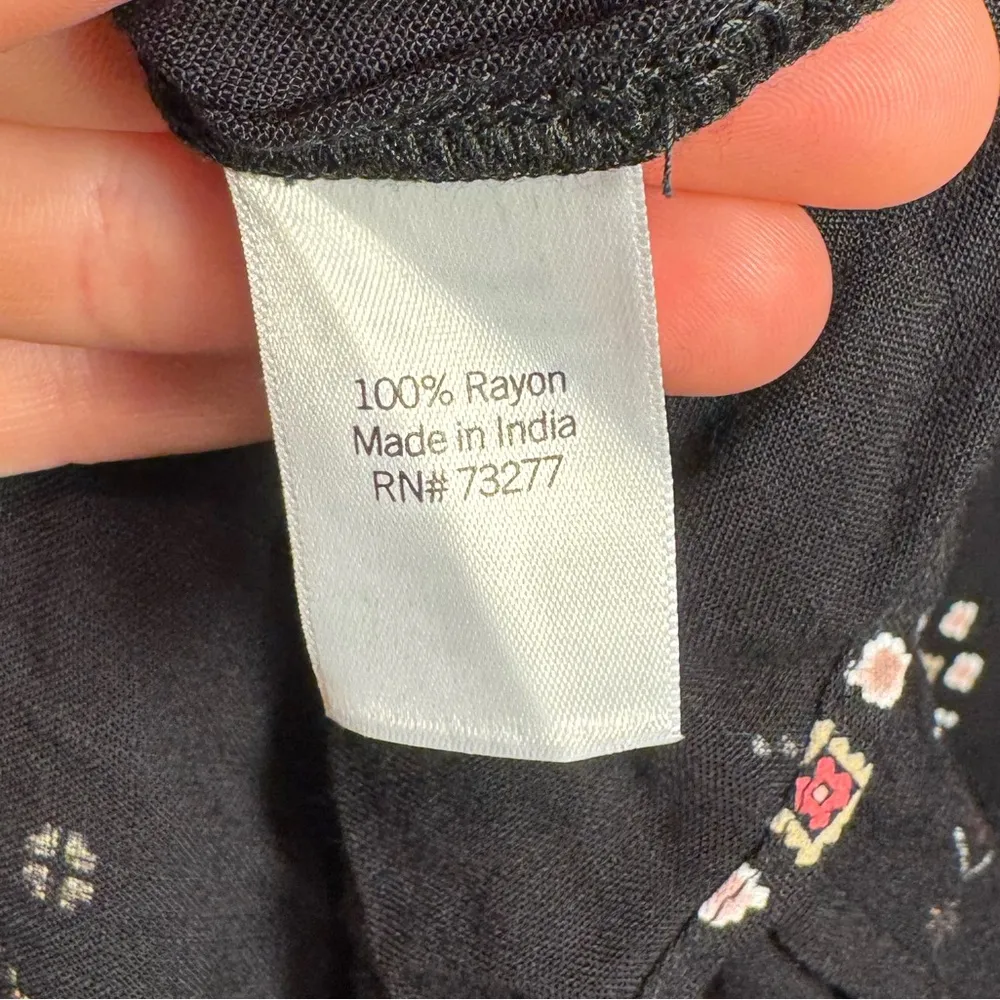 100% Rayon
Made in India
RN# 73277